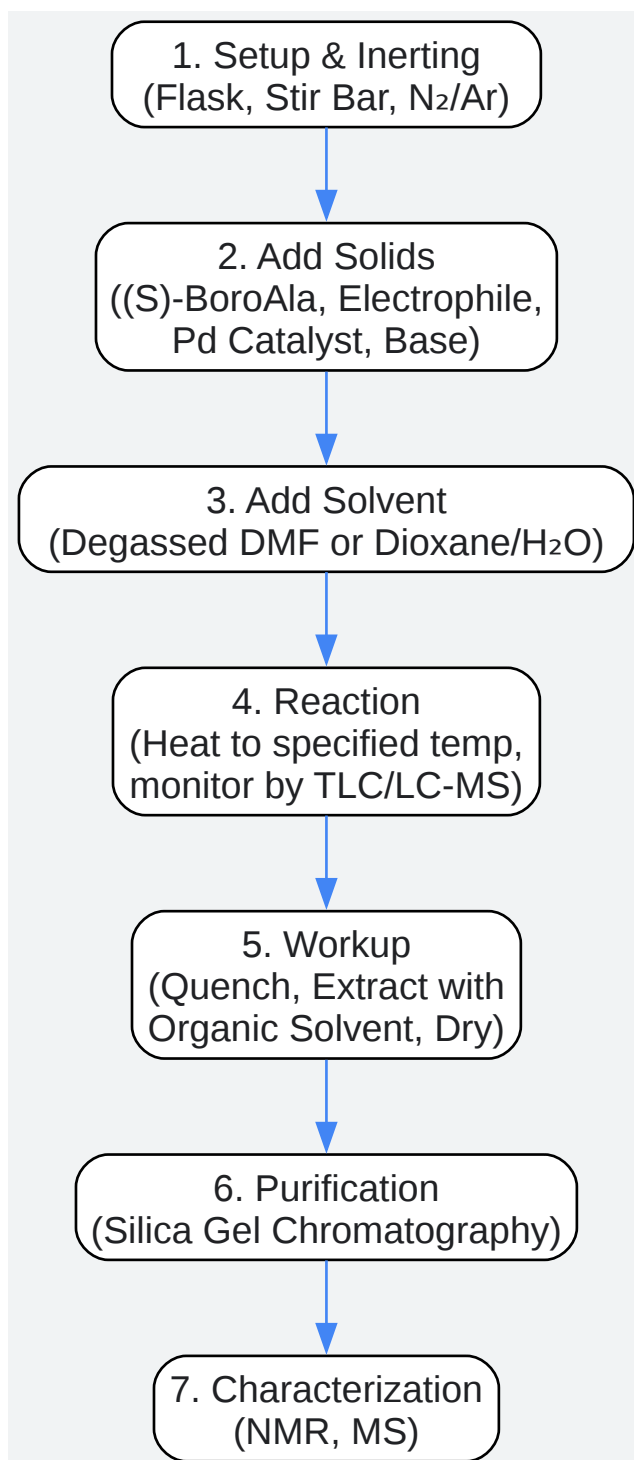 1. Setup & Inerting
(Flask, Stir Bar, N₂/Ar)
2. Add Solids
((S)-BoroAla, Electrophile,
Pd Catalyst, Base)
3. Add Solvent
(Degassed DMF or Dioxane/H₂O)
4. Reaction
(Heat to specified temp,
monitor by TLC/LC-MS)
5. Workup
(Quench, Extract with
Organic Solvent, Dry)
6. Purification
(Silica Gel Chromatography)
7. Characterization
(NMR, MS)